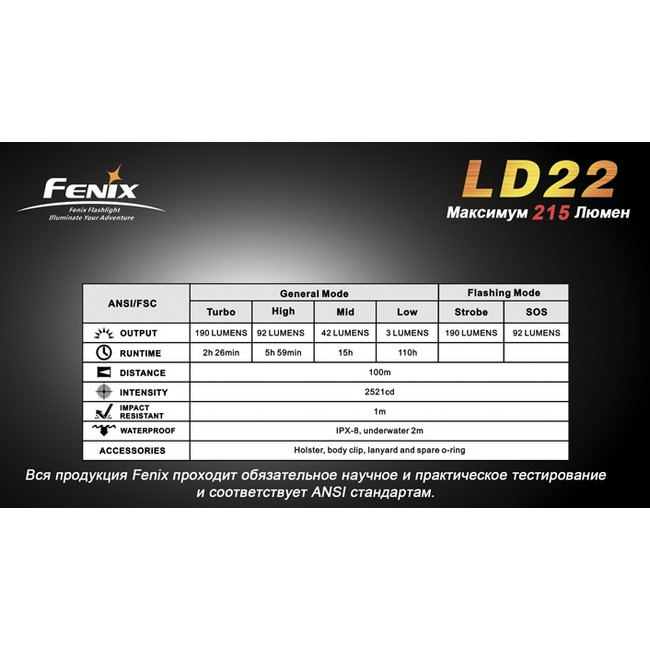 FENIX
Fenix Flashlight
Illuminate Your Adventure
LD22
Максимум 215 Люмен
ANSI/FSC General Mode Flashing Mode
Turbo High Mid Low Strobe SOS
OUTPUT 190 LUMENS 92 LUMENS 42 LUMENS 3 LUMENS 190 LUMENS 92 LUMENS
RUNTIME 2h 26min 5h 59min 15h 110h
DISTANCE 100m
INTENSITY 2521cd
IMPACT RESISTANT 1m
WATERPROOF IPX-8, underwater 2m
ACCESSORIES Holster, body clip, lanyard and spare o-ring
Вся продукция Fenix проходит обязательное научное и практическое тестирование
и соответствует ANSI стандартам.